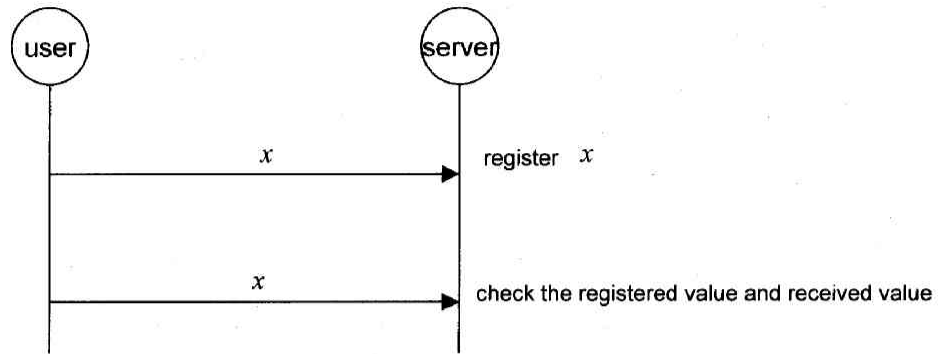 user
server
x
register x
x
check the registered value and received value